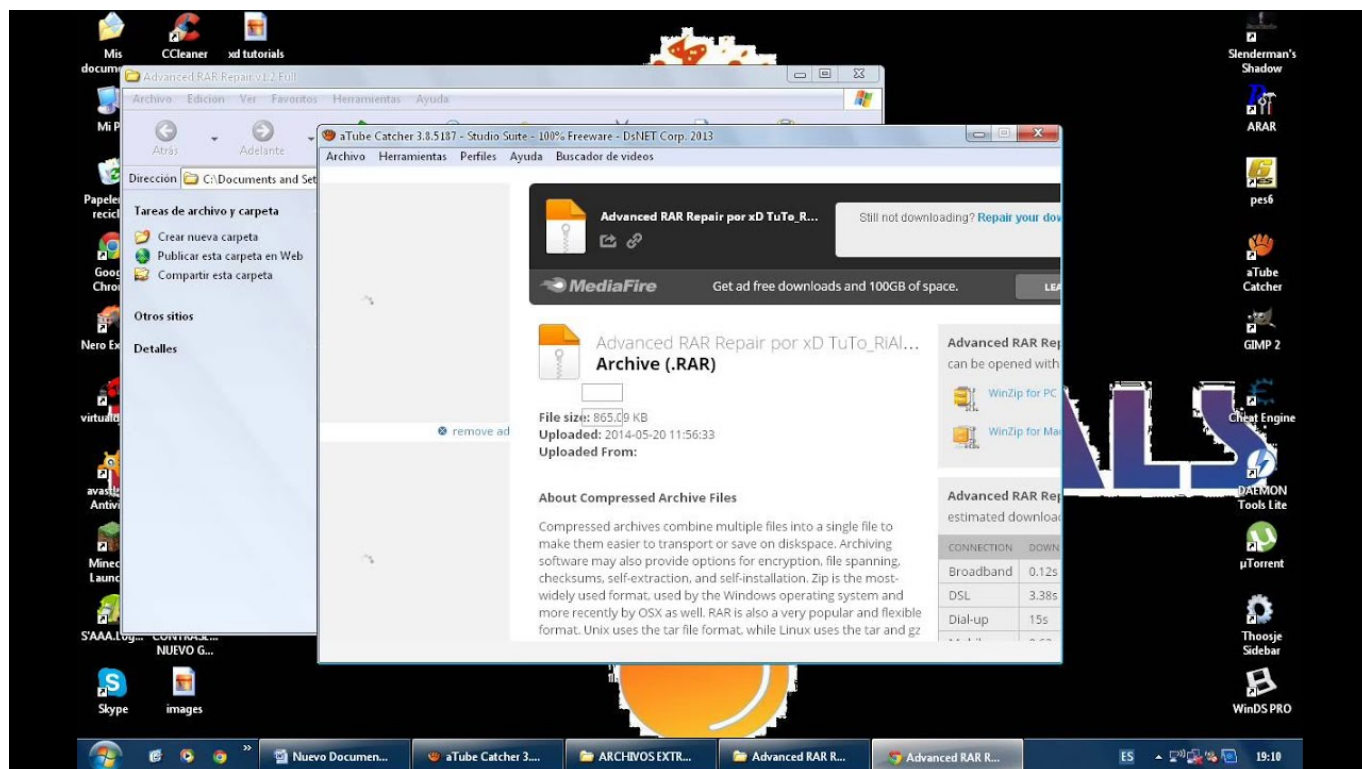 Mis
docum
CCleaner
xd tutorials
Mi P
Papeler
recicl
Goog
Chro
Nero Ex
virtuald
avast!
Antivi
Minec
Launc
S'AAA.Log...
CONTRASE...
NUEVO G...
Skype
images
Advanced RAR Repair v1.2 Full
Archivo Edición Ver Favoritos Herramientas Ayuda
Atrás
Adelante
Dirección C:\Documents and Set
Tareas de archivo y carpeta
Crear nueva carpeta
Publicar esta carpeta en Web
Compartir esta carpeta
Otros sitios
Detalles
aTube Catcher 3.8.5187 - Studio Suite - 100% Freeware - DsNET Corp. 2013
Archivo Herramientas Perfiles Ayuda Buscador de videos
Advanced RAR Repair por xD TuTo_R...
Still not downloading? Repair your dow
MediaFire
Get ad free downloads and 100GB of space.
LEA
Advanced RAR Repair por xD TuTo_RiAl...
Archive (.RAR)
File size: 865.09 KB
Uploaded: 2014-05-20 11:56:33
Uploaded From:
remove ad
About Compressed Archive Files
Compressed archives combine multiple files into a single file to
make them easier to transport or save on diskspace. Archiving
software may also provide options for encryption, file spanning,
checksums, self-extraction, and self-installation. Zip is the most-
widely used format, used by the Windows operating system and
more recently by OSX as well. RAR is also a very popular and flexible
format. Unix uses the tar file format, while Linux uses the tar and gz
Advanced RAR Rep
can be opened with
WinZip for PC
WinZip for Mac
Advanced RAR Rep
estimated downloa
CONNECTION DOWN
Broadband 0.12s
DSL 3.38s
Dial-up 15s
ALS
Slenderman's
Shadow
ARAR
pes6
aTube
Catcher
GIMP 2
Cheat Engine
DAEMON
Tools Lite
µTorrent
Thoosje
Sidebar
WinDS PRO
Nuevo Documen...
aTube Catcher 3....
ARCHIVOS EXTR...
Advanced RAR R...
Advanced RAR R...
ES
19:10